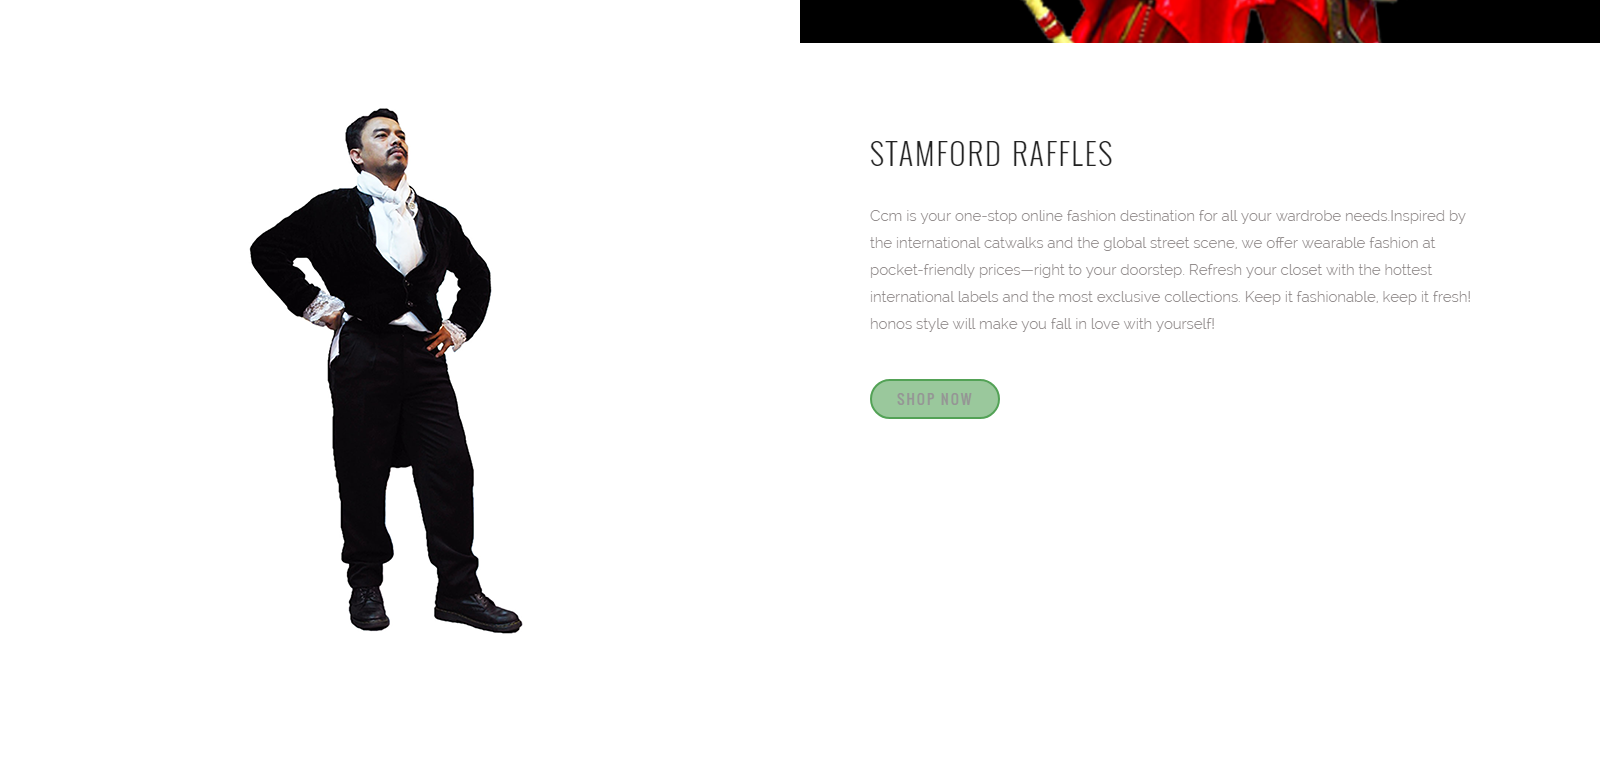 STAMFORD RAFFLES
Ccm is your one-stop online fashion destination for all your wardrobe needs.Inspired by
the international catwalks and the global street scene, we offer wearable fashion at
pocket-friendly prices—right to your doorstep. Refresh your closet with the hottest
international labels and the most exclusive collections. Keep it fashionable, keep it fresh!
honos style will make you fall in love with yourself!
SHOP NOW